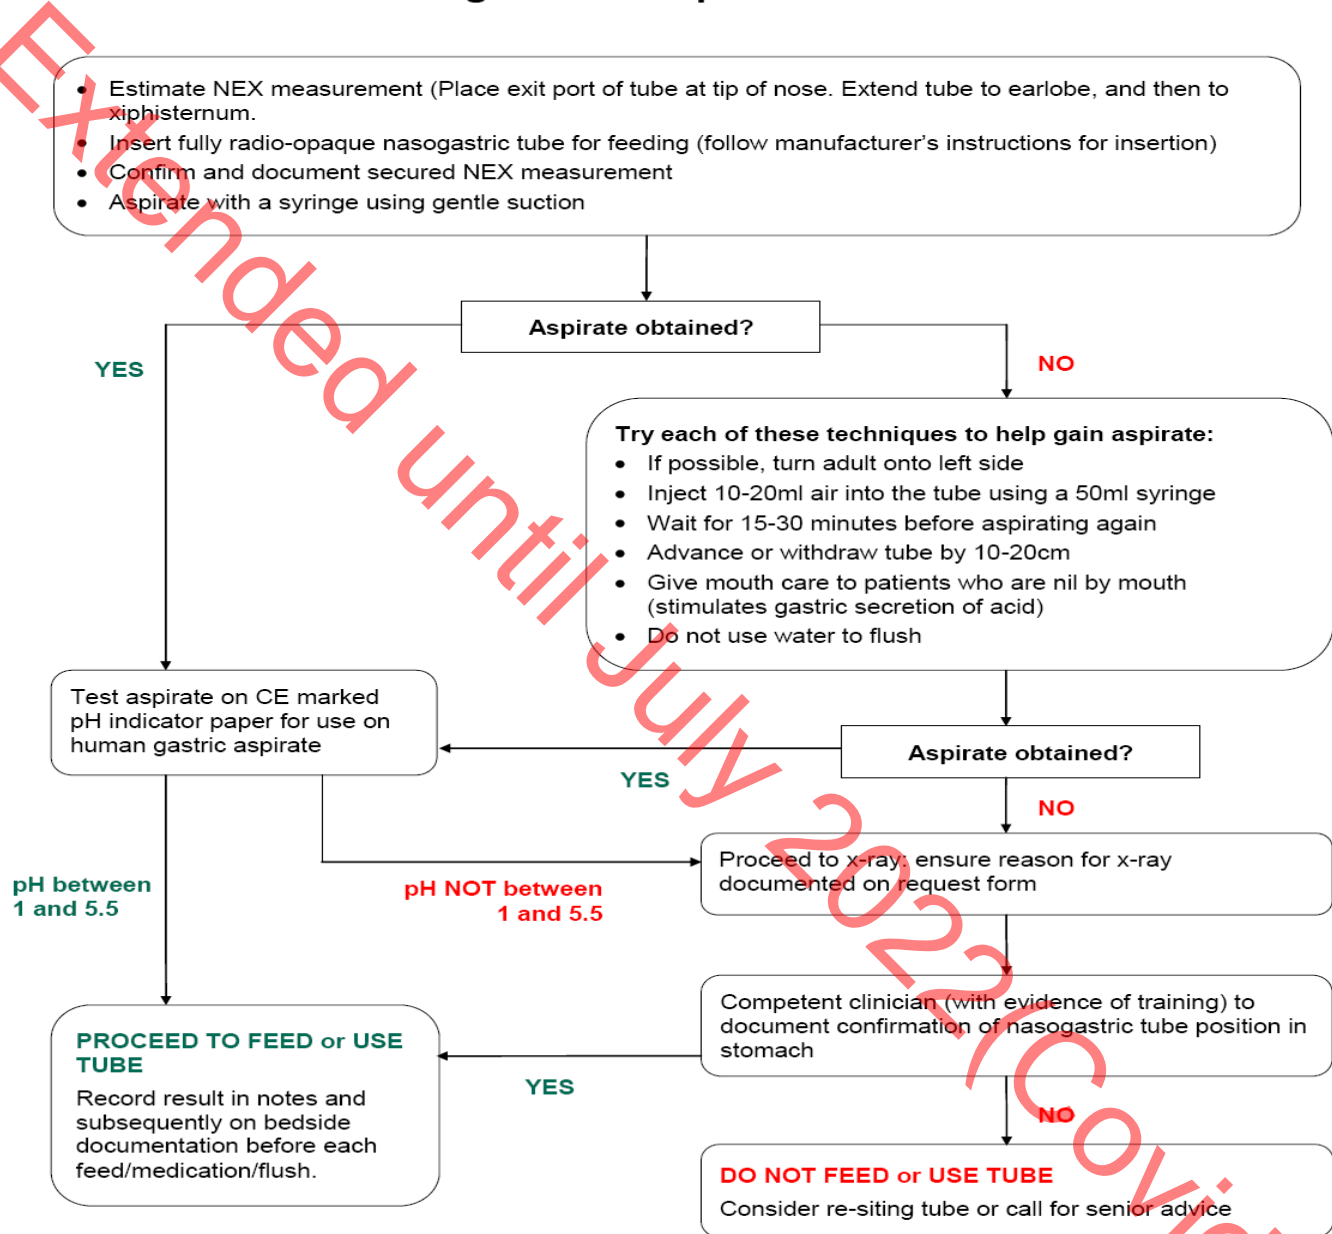 • Estimate NEX measurement (Place exit port of tube at tip of nose. Extend tube to earlobe, and then to
xiphisternum.
• Insert fully radio-opaque nasogastric tube for feeding (follow manufacturer's instructions for insertion)
• Confirm and document secured NEX measurement
• Aspirate with a syringe using gentle suction
Aspirate obtained?
YES
NO
Try each of these techniques to help gain aspirate:
• If possible, turn adult onto left side
• Inject 10-20ml air into the tube using a 50ml syringe
• Wait for 15-30 minutes before aspirating again
• Advance or withdraw tube by 10-20cm
• Give mouth care to patients who are nil by mouth
(stimulates gastric secretion of acid)
• Do not use water to flush
Test aspirate on CE marked
pH indicator paper for use on
human gastric aspirate
Aspirate obtained?
YES
NO
Proceed to x-ray: ensure reason for x-ray
documented on request form
pH between
1 and 5.5
pH NOT between
1 and 5.5
Competent clinician (with evidence of training) to
document confirmation of nasogastric tube position in
stomach
PROCEED TO FEED or USE
TUBE
Record result in notes and
subsequently on bedside
documentation before each
feed/medication/flush.
YES
NO
DO NOT FEED or USE TUBE
Consider re-siting tube or call for senior advice
Extended until July 2022(Covid